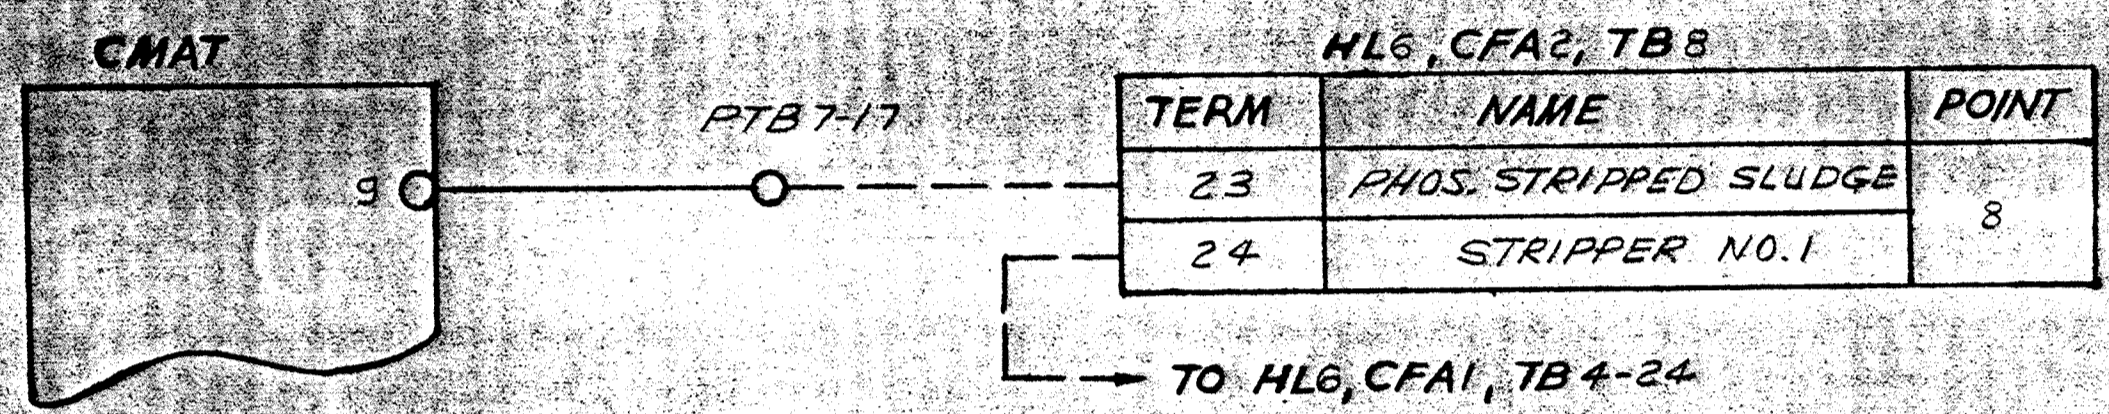 CMAT
HL6, CFA2, TB8
PTB7-17
TERM NAME POINT
9
23 PHOS. STRIPPED SLUDGE
8
24 STRIPPER NO.1
TO HL6, CFA1, TB4-24